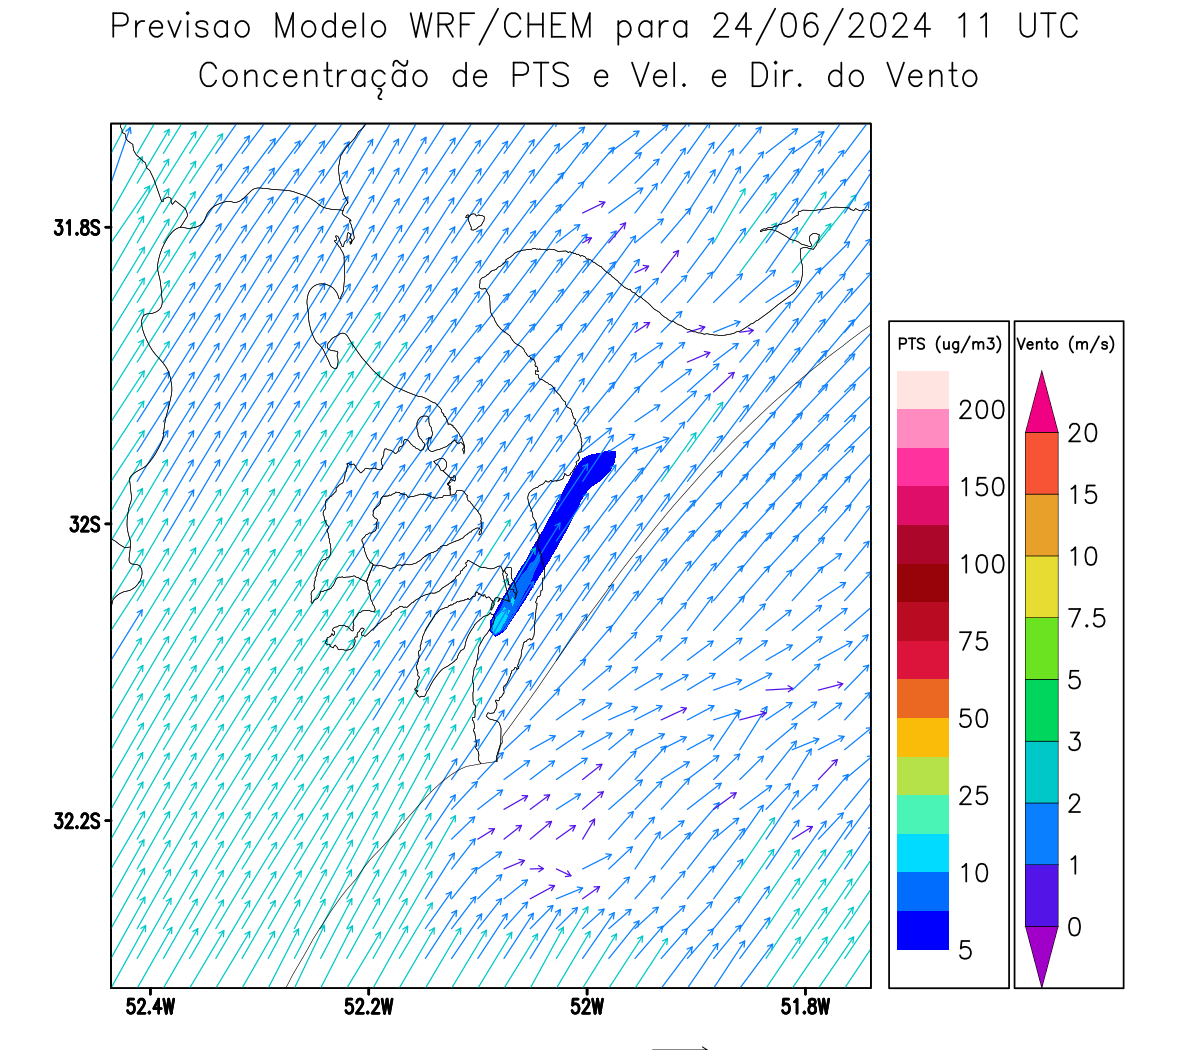 Previsao Modelo WRF/CHEM para 24/06/2024 11 UTC
Concentração de PTS e Vel. e Dir. do Vento
31.8S
32S
32.2S
52.4W 52.2W 52W 51.8W
PTS (ug/m3)
200
150
100
75
50
25
10
5
Vento (m/s)
20
15
10
7.5
5
3
2
1
0